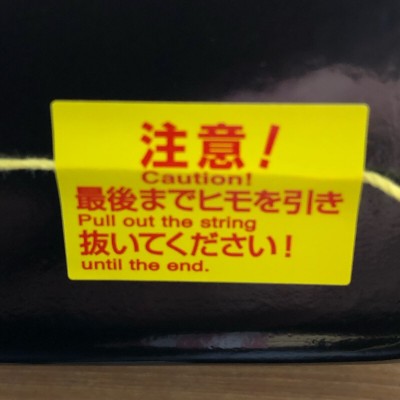 注意！
Caution!
最後までヒモを引き
Pull out the string
抜いてください！
until the end.